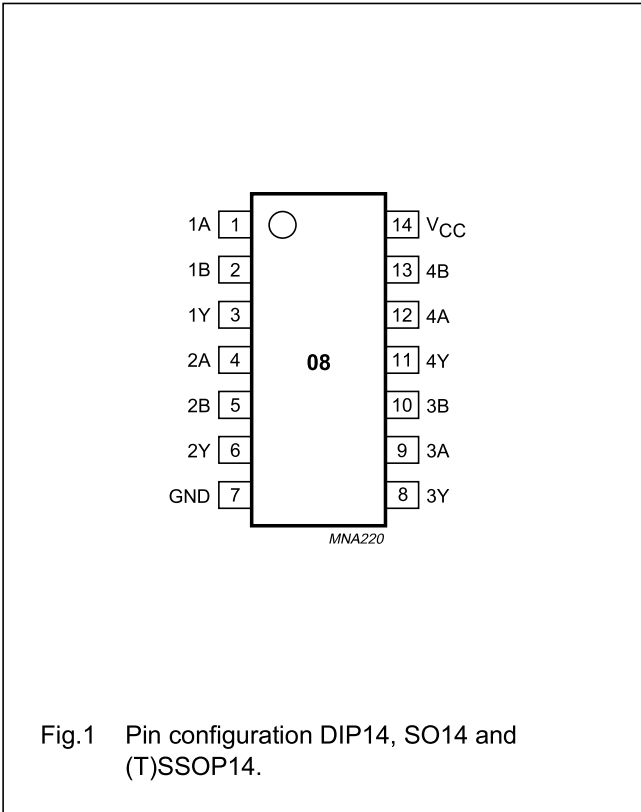 1A 1 14 VCC
1B 2 13 4B
1Y 3 12 4A
2A 4 08 11 4Y
2B 5 10 3B
2Y 6 9 3A
GND 7 8 3Y
MNA220
Fig.1 Pin configuration DIP14, SO14 and
(T)SSOP14.